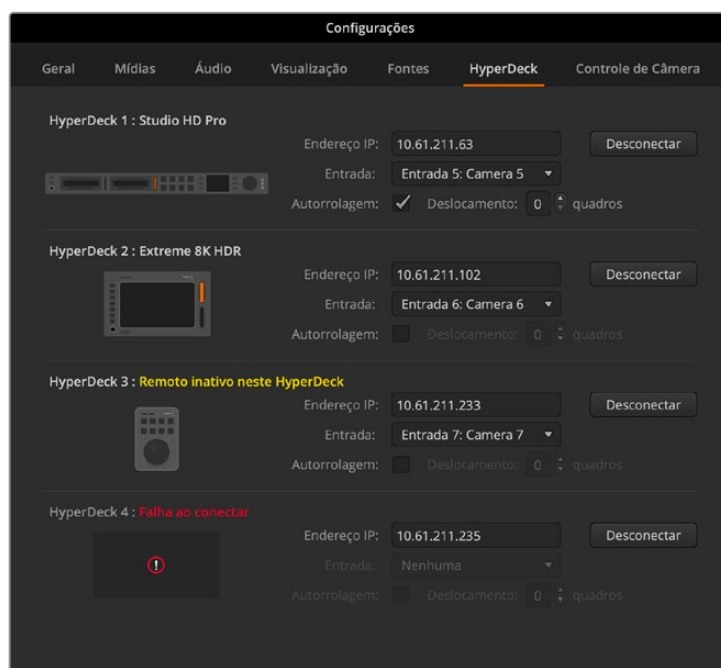 Configurações
Geral Mídias Áudio Visualização Fontes HyperDeck Controle de Câmera
HyperDeck 1 : Studio HD Pro
Endereço IP: 10.61.211.63 Desconectar
Entrada: Entrada 5: Camera 5
Autorrolagem: Deslocamento: 0 quadros
HyperDeck 2 : Extreme 8K HDR
Endereço IP: 10.61.211.102 Desconectar
Entrada: Entrada 6: Camera 6
Autorrolagem: Deslocamento: 0 quadros
HyperDeck 3 : Remoto inativo neste HyperDeck
Endereço IP: 10.61.211.233 Desconectar
Entrada: Entrada 7: Camera 7
Autorrolagem: Deslocamento: 0 quadros
HyperDeck 4 : Falha ao conectar
Endereço IP: 10.61.211.235 Desconectar
Entrada: Nenhuma
Autorrolagem: Deslocamento: 0 quadros